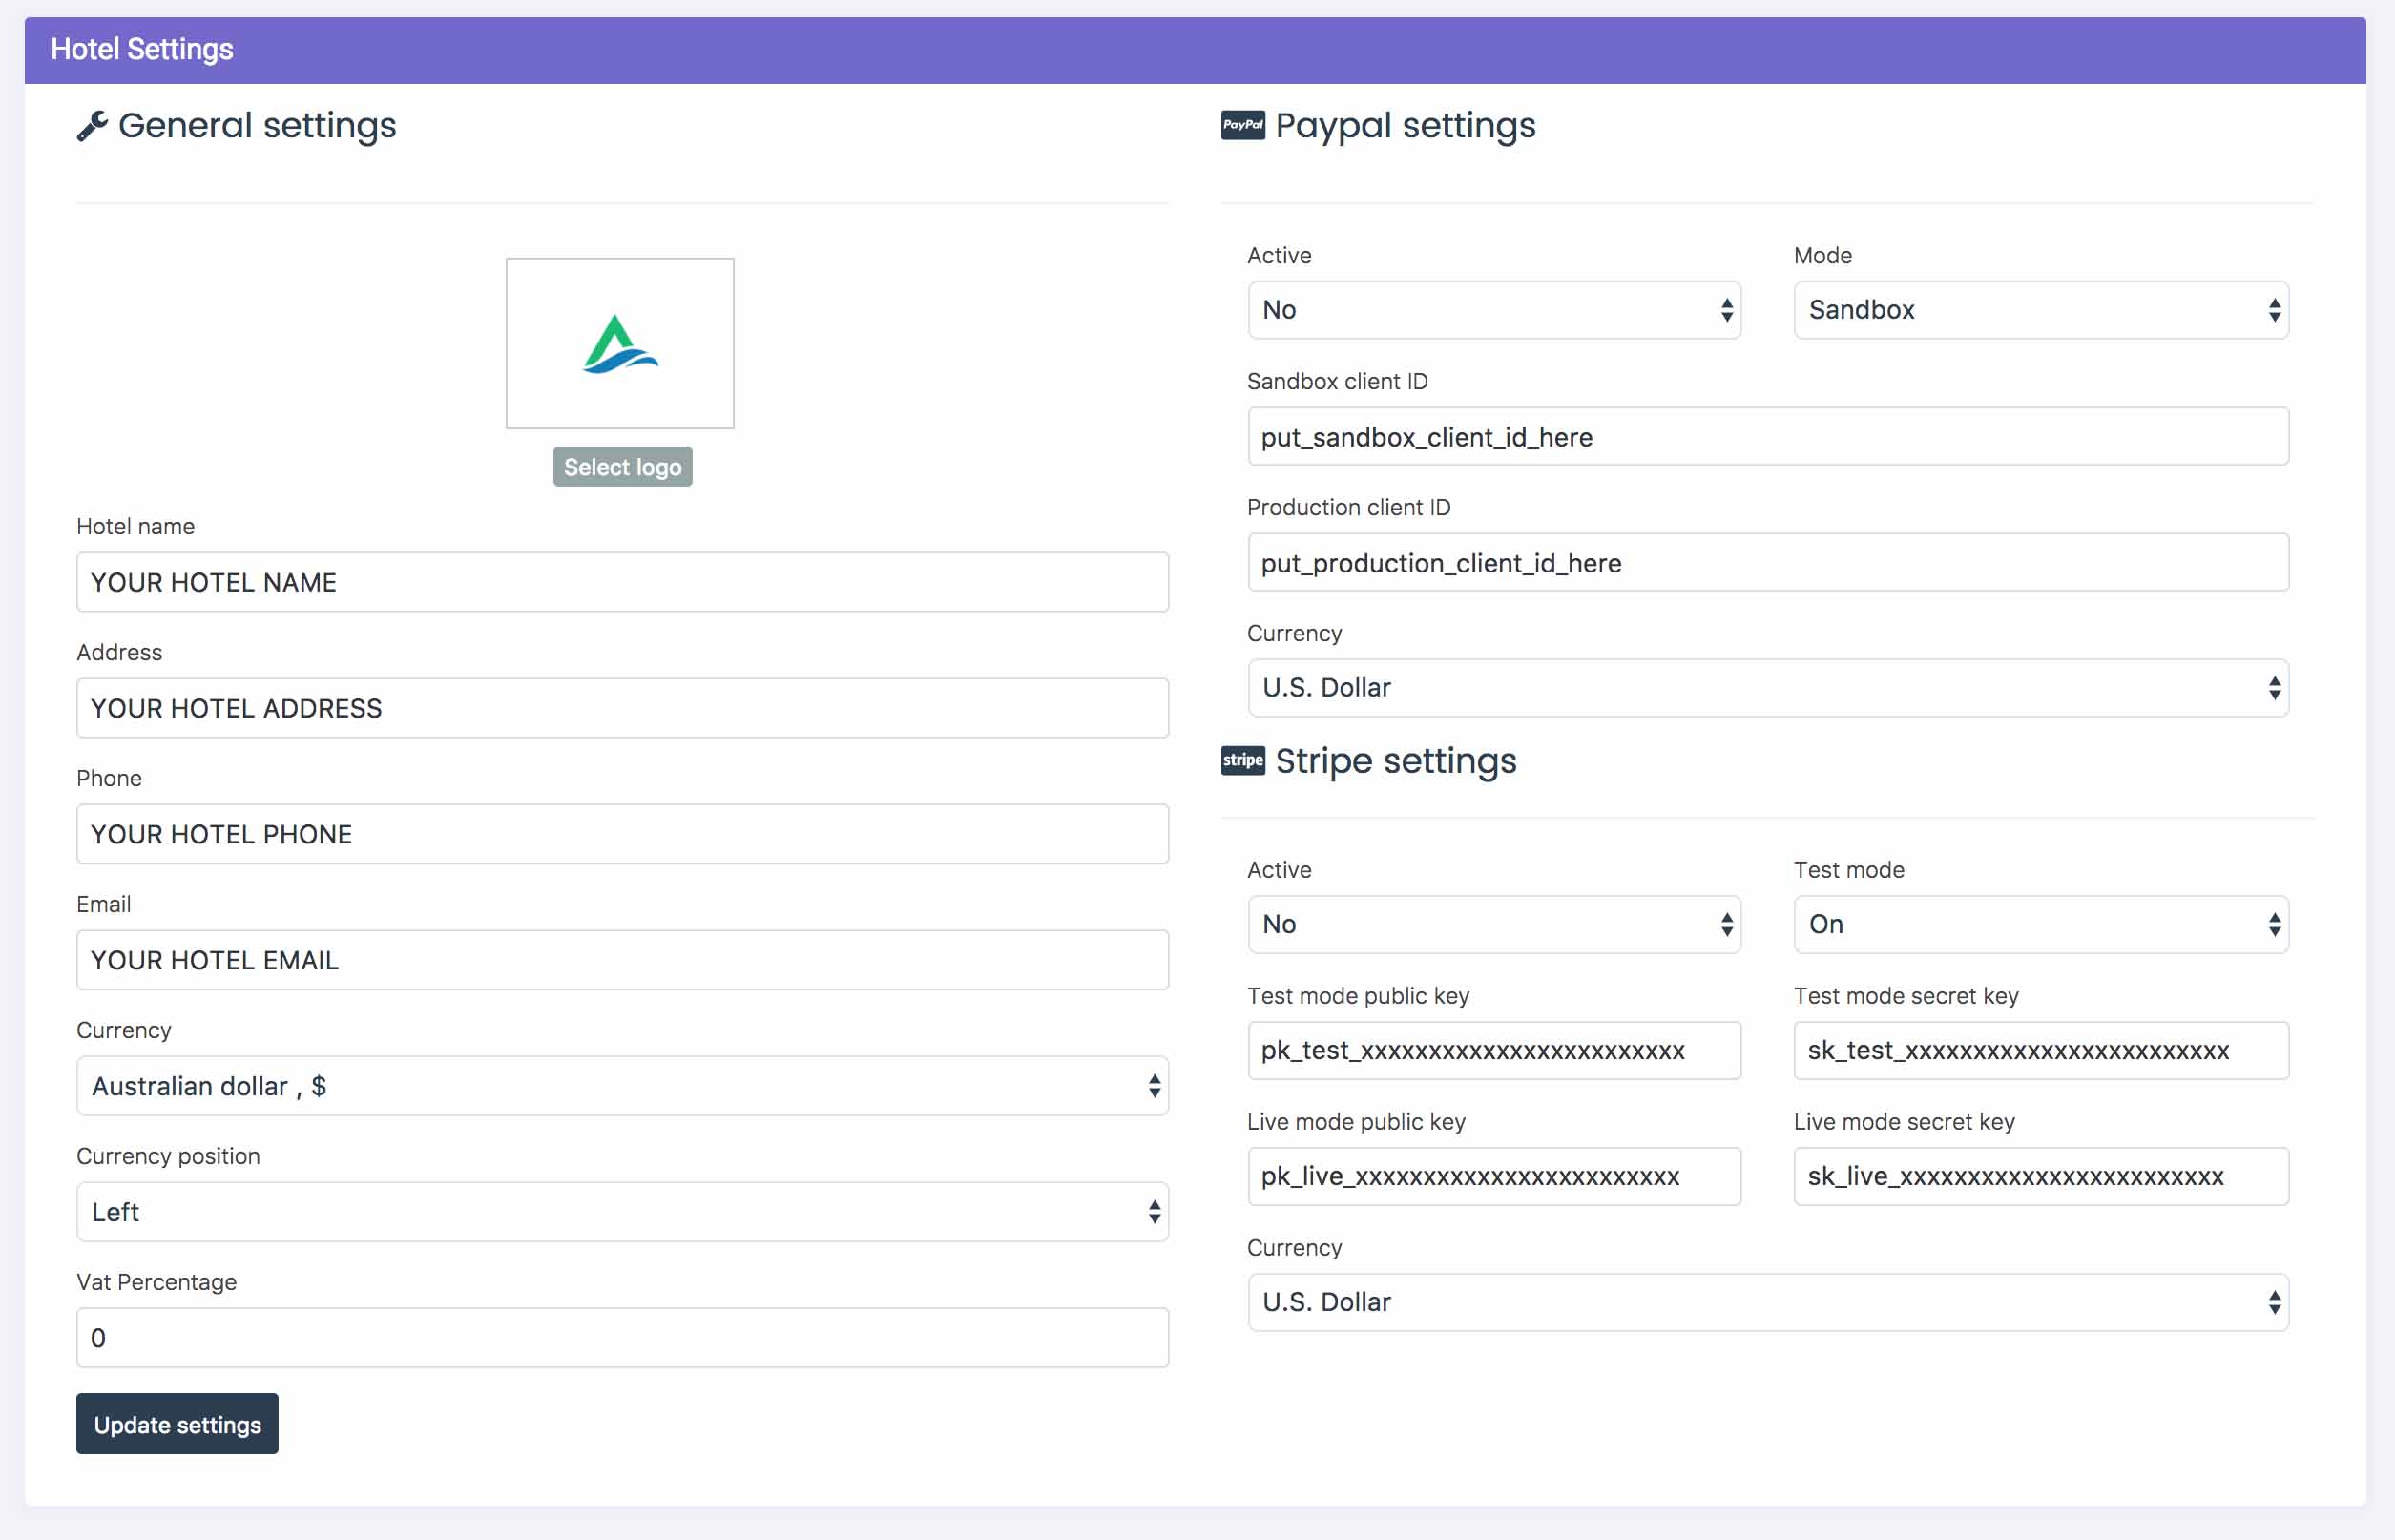 Hotel Settings
General settings
Select logo
Hotel name
YOUR HOTEL NAME
Address
YOUR HOTEL ADDRESS
Phone
YOUR HOTEL PHONE
Email
YOUR HOTEL EMAIL
Currency
Australian dollar , $
Currency position
Left
Vat Percentage
0
Update settings
PayPal Paypal settings
Active
No
Mode
Sandbox
Sandbox client ID
put_sandbox_client_id_here
Production client ID
put_production_client_id_here
Currency
U.S. Dollar
stripe Stripe settings
Active
No
Test mode
On
Test mode public key
pk_test_xxxxxxxxxxxxxxxxxxxxxxxx
Test mode secret key
sk_test_xxxxxxxxxxxxxxxxxxxxxxxx
Live mode public key
pk_live_xxxxxxxxxxxxxxxxxxxxxxxx
Live mode secret key
sk_live_xxxxxxxxxxxxxxxxxxxxxxxx
Currency
U.S. Dollar